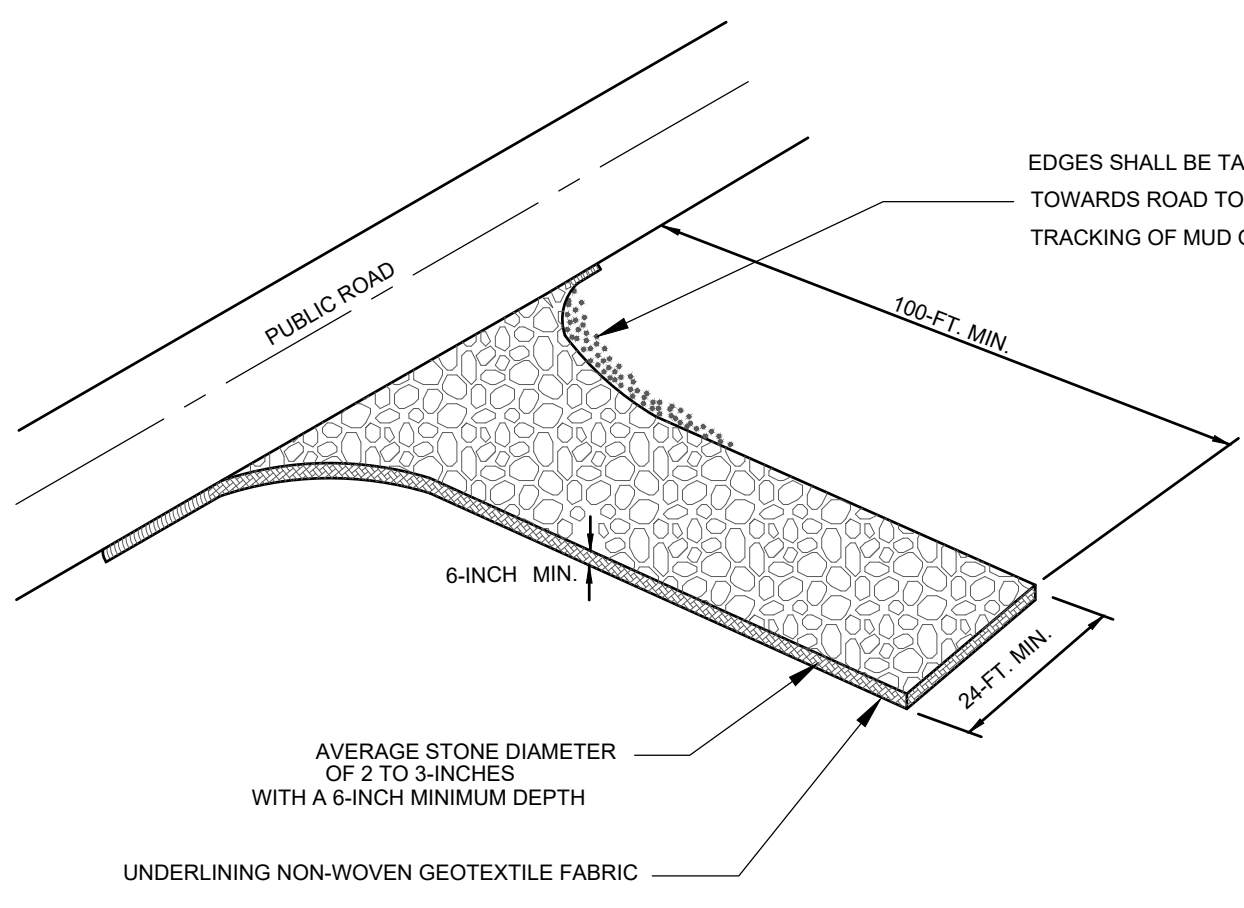 EDGES SHALL BE TA
TOWARDS ROAD TO
TRACKING OF MUD
PUBLIC ROAD
100-FT. MIN.
6-INCH MIN.
24-FT. MIN.
AVERAGE STONE DIAMETER
OF 2 TO 3-INCHES
WITH A 6-INCH MINIMUM DEPTH
UNDERLINING NON-WOVEN GEOTEXTILE FABRIC